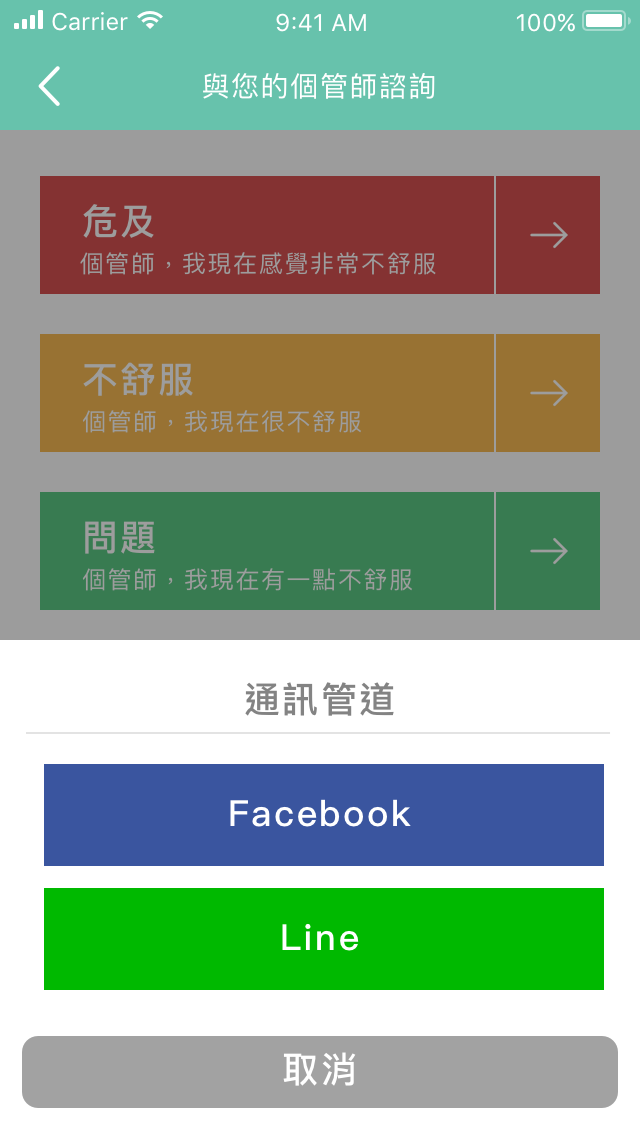 Carrier 9:41 AM 100%
與您的個管師諮詢
危及
個管師，我現在感覺非常不舒服
不舒服
個管師，我現在很不舒服
問題
個管師，我現在有一點不舒服
通訊管道
Facebook
Line
取消